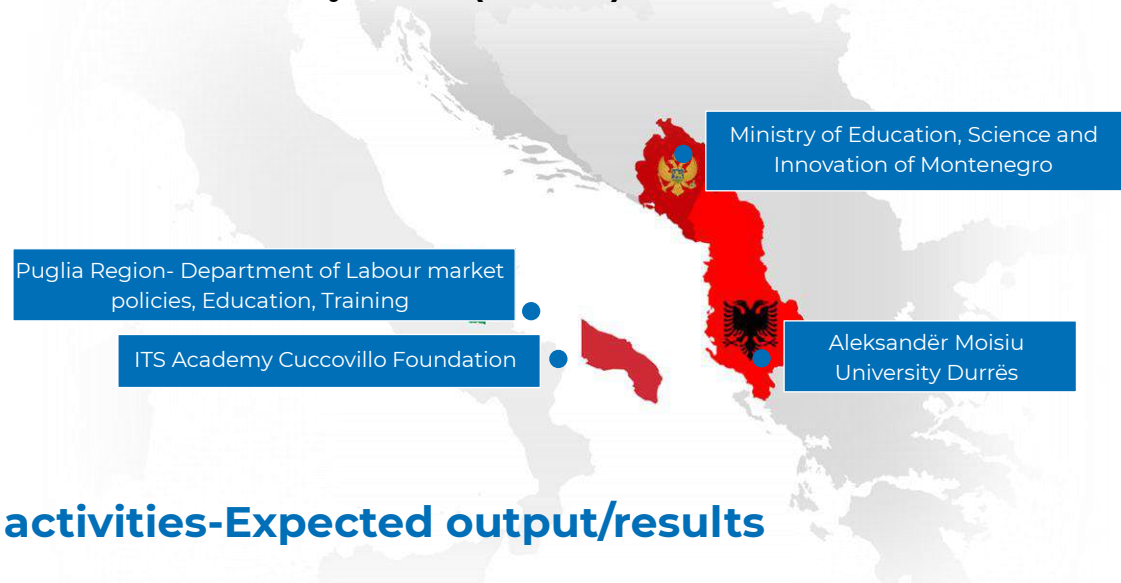 Ministry of Education, Science and
Innovation of Montenegro
Puglia Region- Department of Labour market
policies, Education, Training
ITS Academy Cuccovillo Foundation
Aleksandër Moisiu
University Durrës
activities-Expected output/results